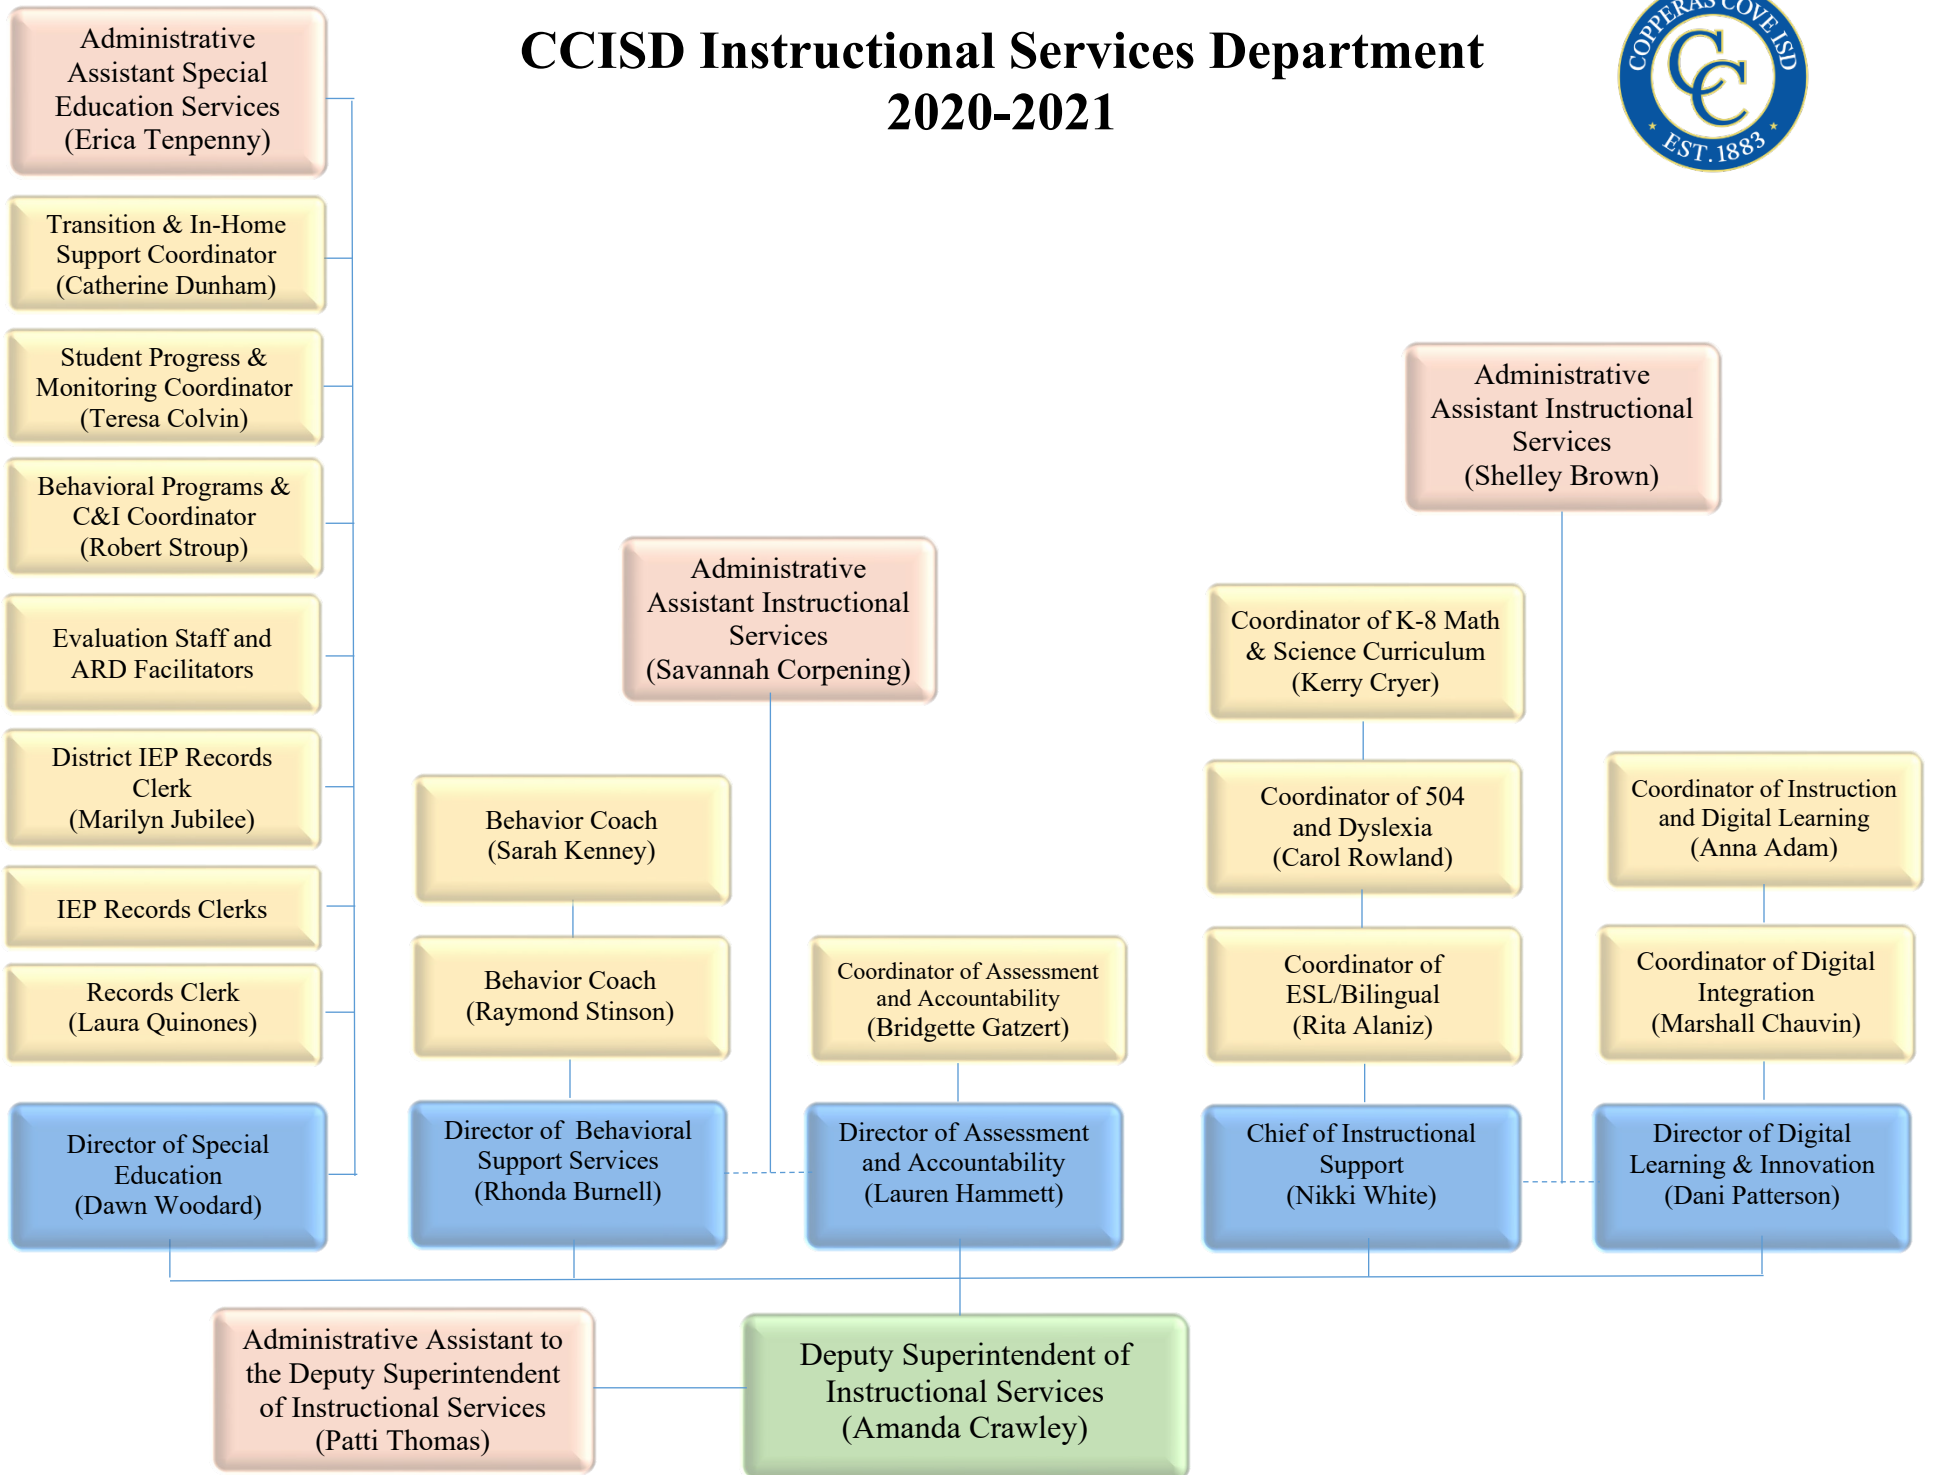 CCISD Instructional Services Department
2020-2021
COPPERAS COVE ISD
CC
EST. 1883
Administrative
Assistant Special
Education Services
(Erica Tenpenny)
Transition & In-Home
Support Coordinator
(Catherine Dunham)
Student Progress &
Monitoring Coordinator
(Teresa Colvin)
Behavioral Programs &
C&I Coordinator
(Robert Stroup)
Evaluation Staff and
ARD Facilitators
District IEP Records
Clerk
(Marilyn Jubilee)
IEP Records Clerks
Records Clerk
(Laura Quinones)
Director of Special
Education
(Dawn Woodard)
Administrative
Assistant Instructional
Services
(Savannah Corpening)
Behavior Coach
(Sarah Kenney)
Behavior Coach
(Raymond Stinson)
Director of  Behavioral
Support Services
(Rhonda Burnell)
Coordinator of Assessment
and Accountability
(Bridgette Gatzert)
Director of Assessment
and Accountability
(Lauren Hammett)
Administrative
Assistant Instructional
Services
(Shelley Brown)
Coordinator of K-8 Math
& Science Curriculum
(Kerry Cryer)
Coordinator of 504
and Dyslexia
(Carol Rowland)
Coordinator of
ESL/Bilingual
(Rita Alaniz)
Chief of Instructional
Support
(Nikki White)
Coordinator of Instruction
and Digital Learning
(Anna Adam)
Coordinator of Digital
Integration
(Marshall Chauvin)
Director of Digital
Learning & Innovation
(Dani Patterson)
Administrative Assistant to
the Deputy Superintendent
of Instructional Services
(Patti Thomas)
Deputy Superintendent of
Instructional Services
(Amanda Crawley)